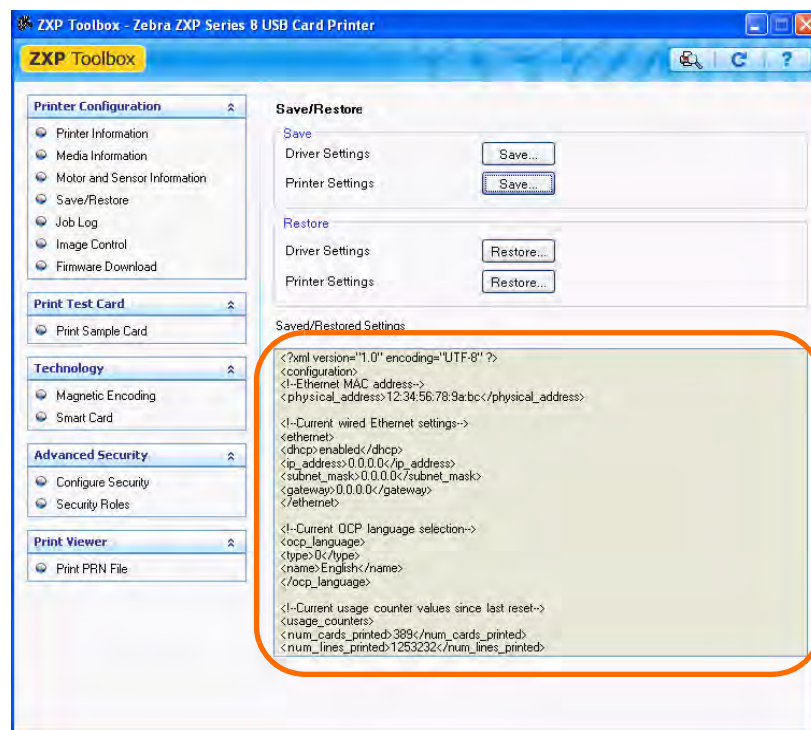 ZXP Toolbox - Zebra ZXP Series 8 USB Card Printer
ZXP Toolbox
?
Printer Configuration
Printer Information
Media Information
Motor and Sensor Information
Save/Restore
Job Log
Image Control
Firmware Download
Print Test Card
Print Sample Card
Technology
Magnetic Encoding
Smart Card
Advanced Security
Configure Security
Security Roles
Print Viewer
Print PRN File
Save/Restore
Save
Driver Settings Save...
Printer Settings Save...
Restore
Driver Settings Restore...
Printer Settings Restore...
Saved/Restored Settings
<?xml version="1.0" encoding="UTF-8" ?>
<configuration>
<!--Ethernet MAC address-->
<physical_address>12:34:56:78:9a:bc</physical_address>
<!--Current wired Ethernet settings-->
<ethernet>
<dhcp>enabled</dhcp>
<ip_address>0.0.0.0</ip_address>
<subnet_mask>0.0.0.0</subnet_mask>
<gateway>0.0.0.0</gateway>
</ethernet>
<!--Current OCP language selection-->
<ocp_language>
<type>0</type>
<name>English</name>
</ocp_language>
<!--Current usage counter values since last reset-->
<usage_counters>
<num_cards_printed>389</num_cards_printed>
<num_lines_printed>1253232</num_lines_printed>